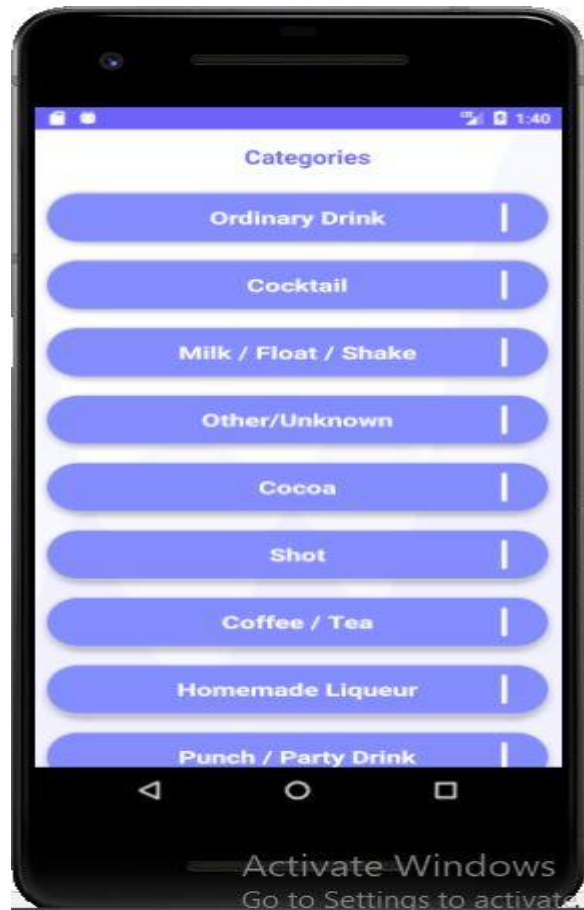 1:40
Categories
Ordinary Drink
Cocktail
Milk / Float / Shake
Other/Unknown
Cocoa
Shot
Coffee / Tea
Homemade Liqueur
Punch / Party Drink
Activate Windows
Go to Settings to activate